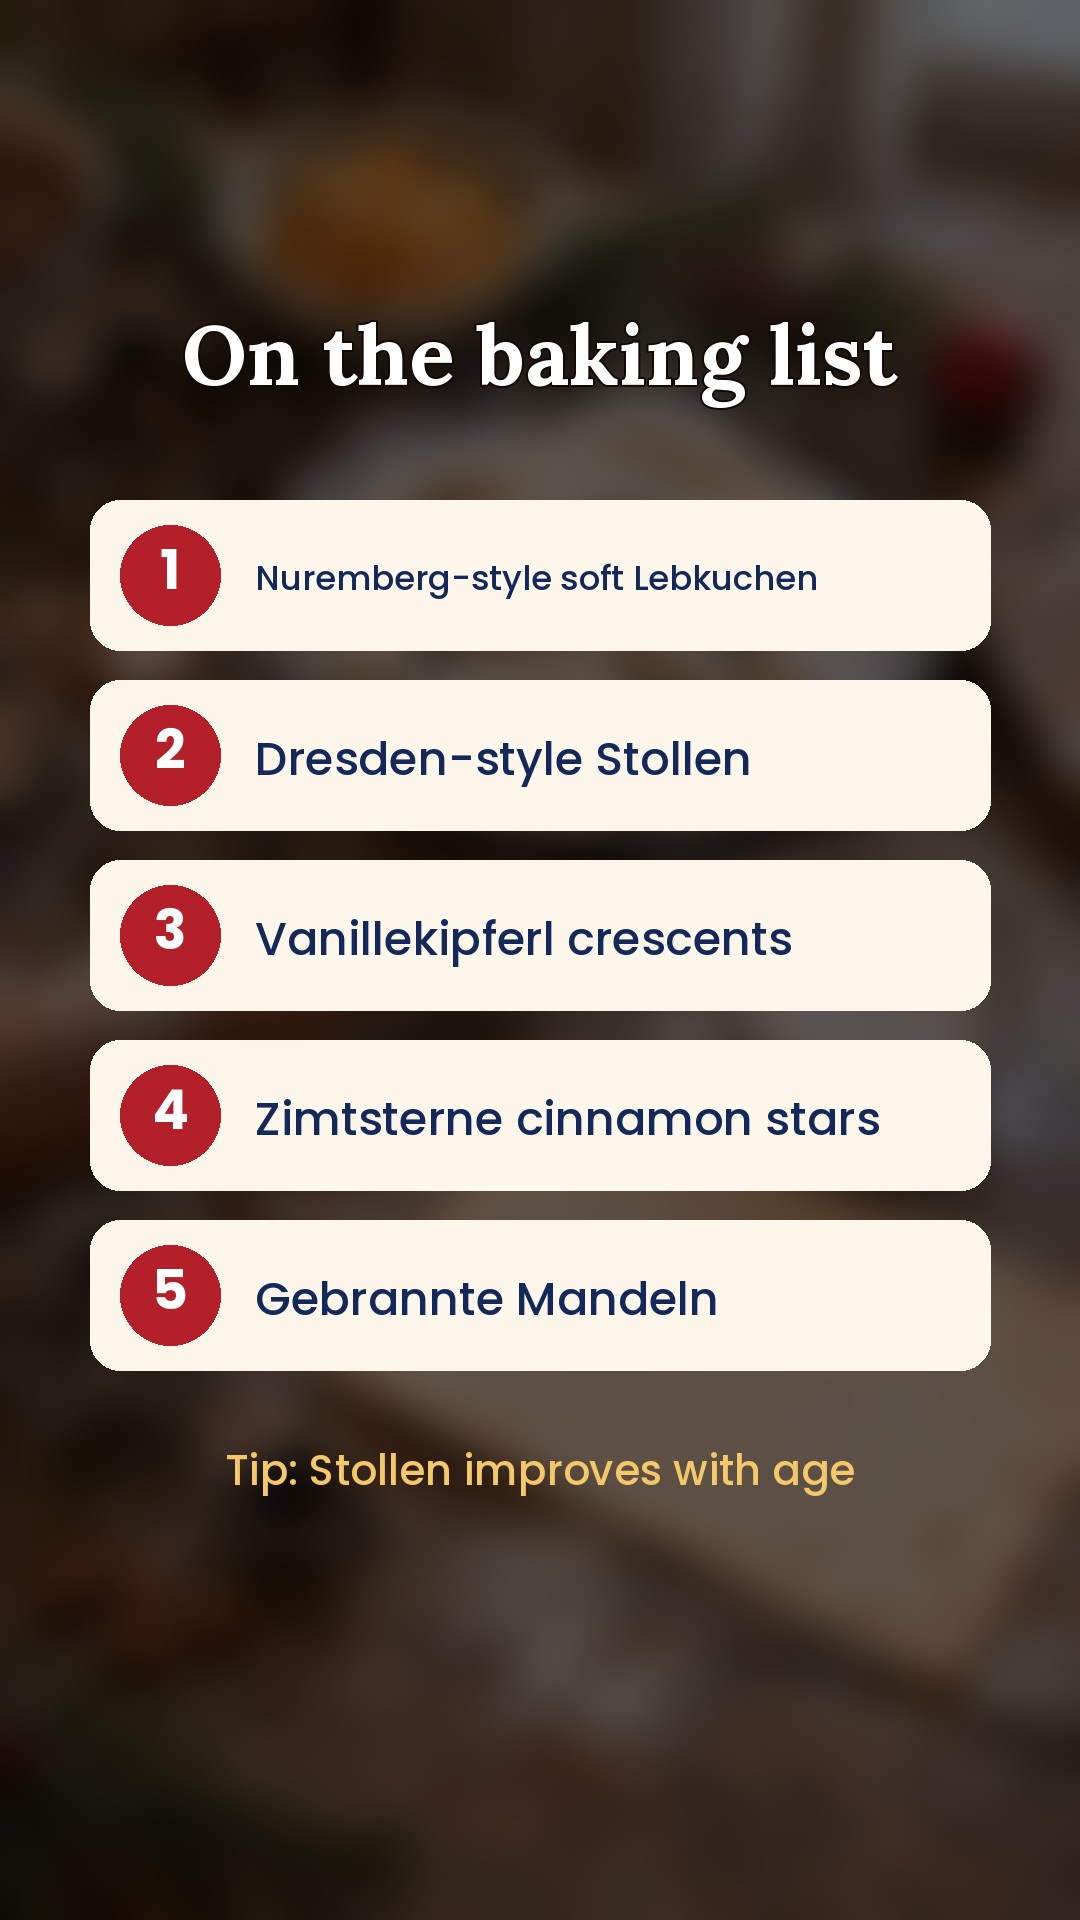 On the baking list
1 Nuremberg-style soft Lebkuchen
2 Dresden-style Stollen
3 Vanillekipferl crescents
4 Zimtsterne cinnamon stars
5 Gebrannte Mandeln
Tip: Stollen improves with age